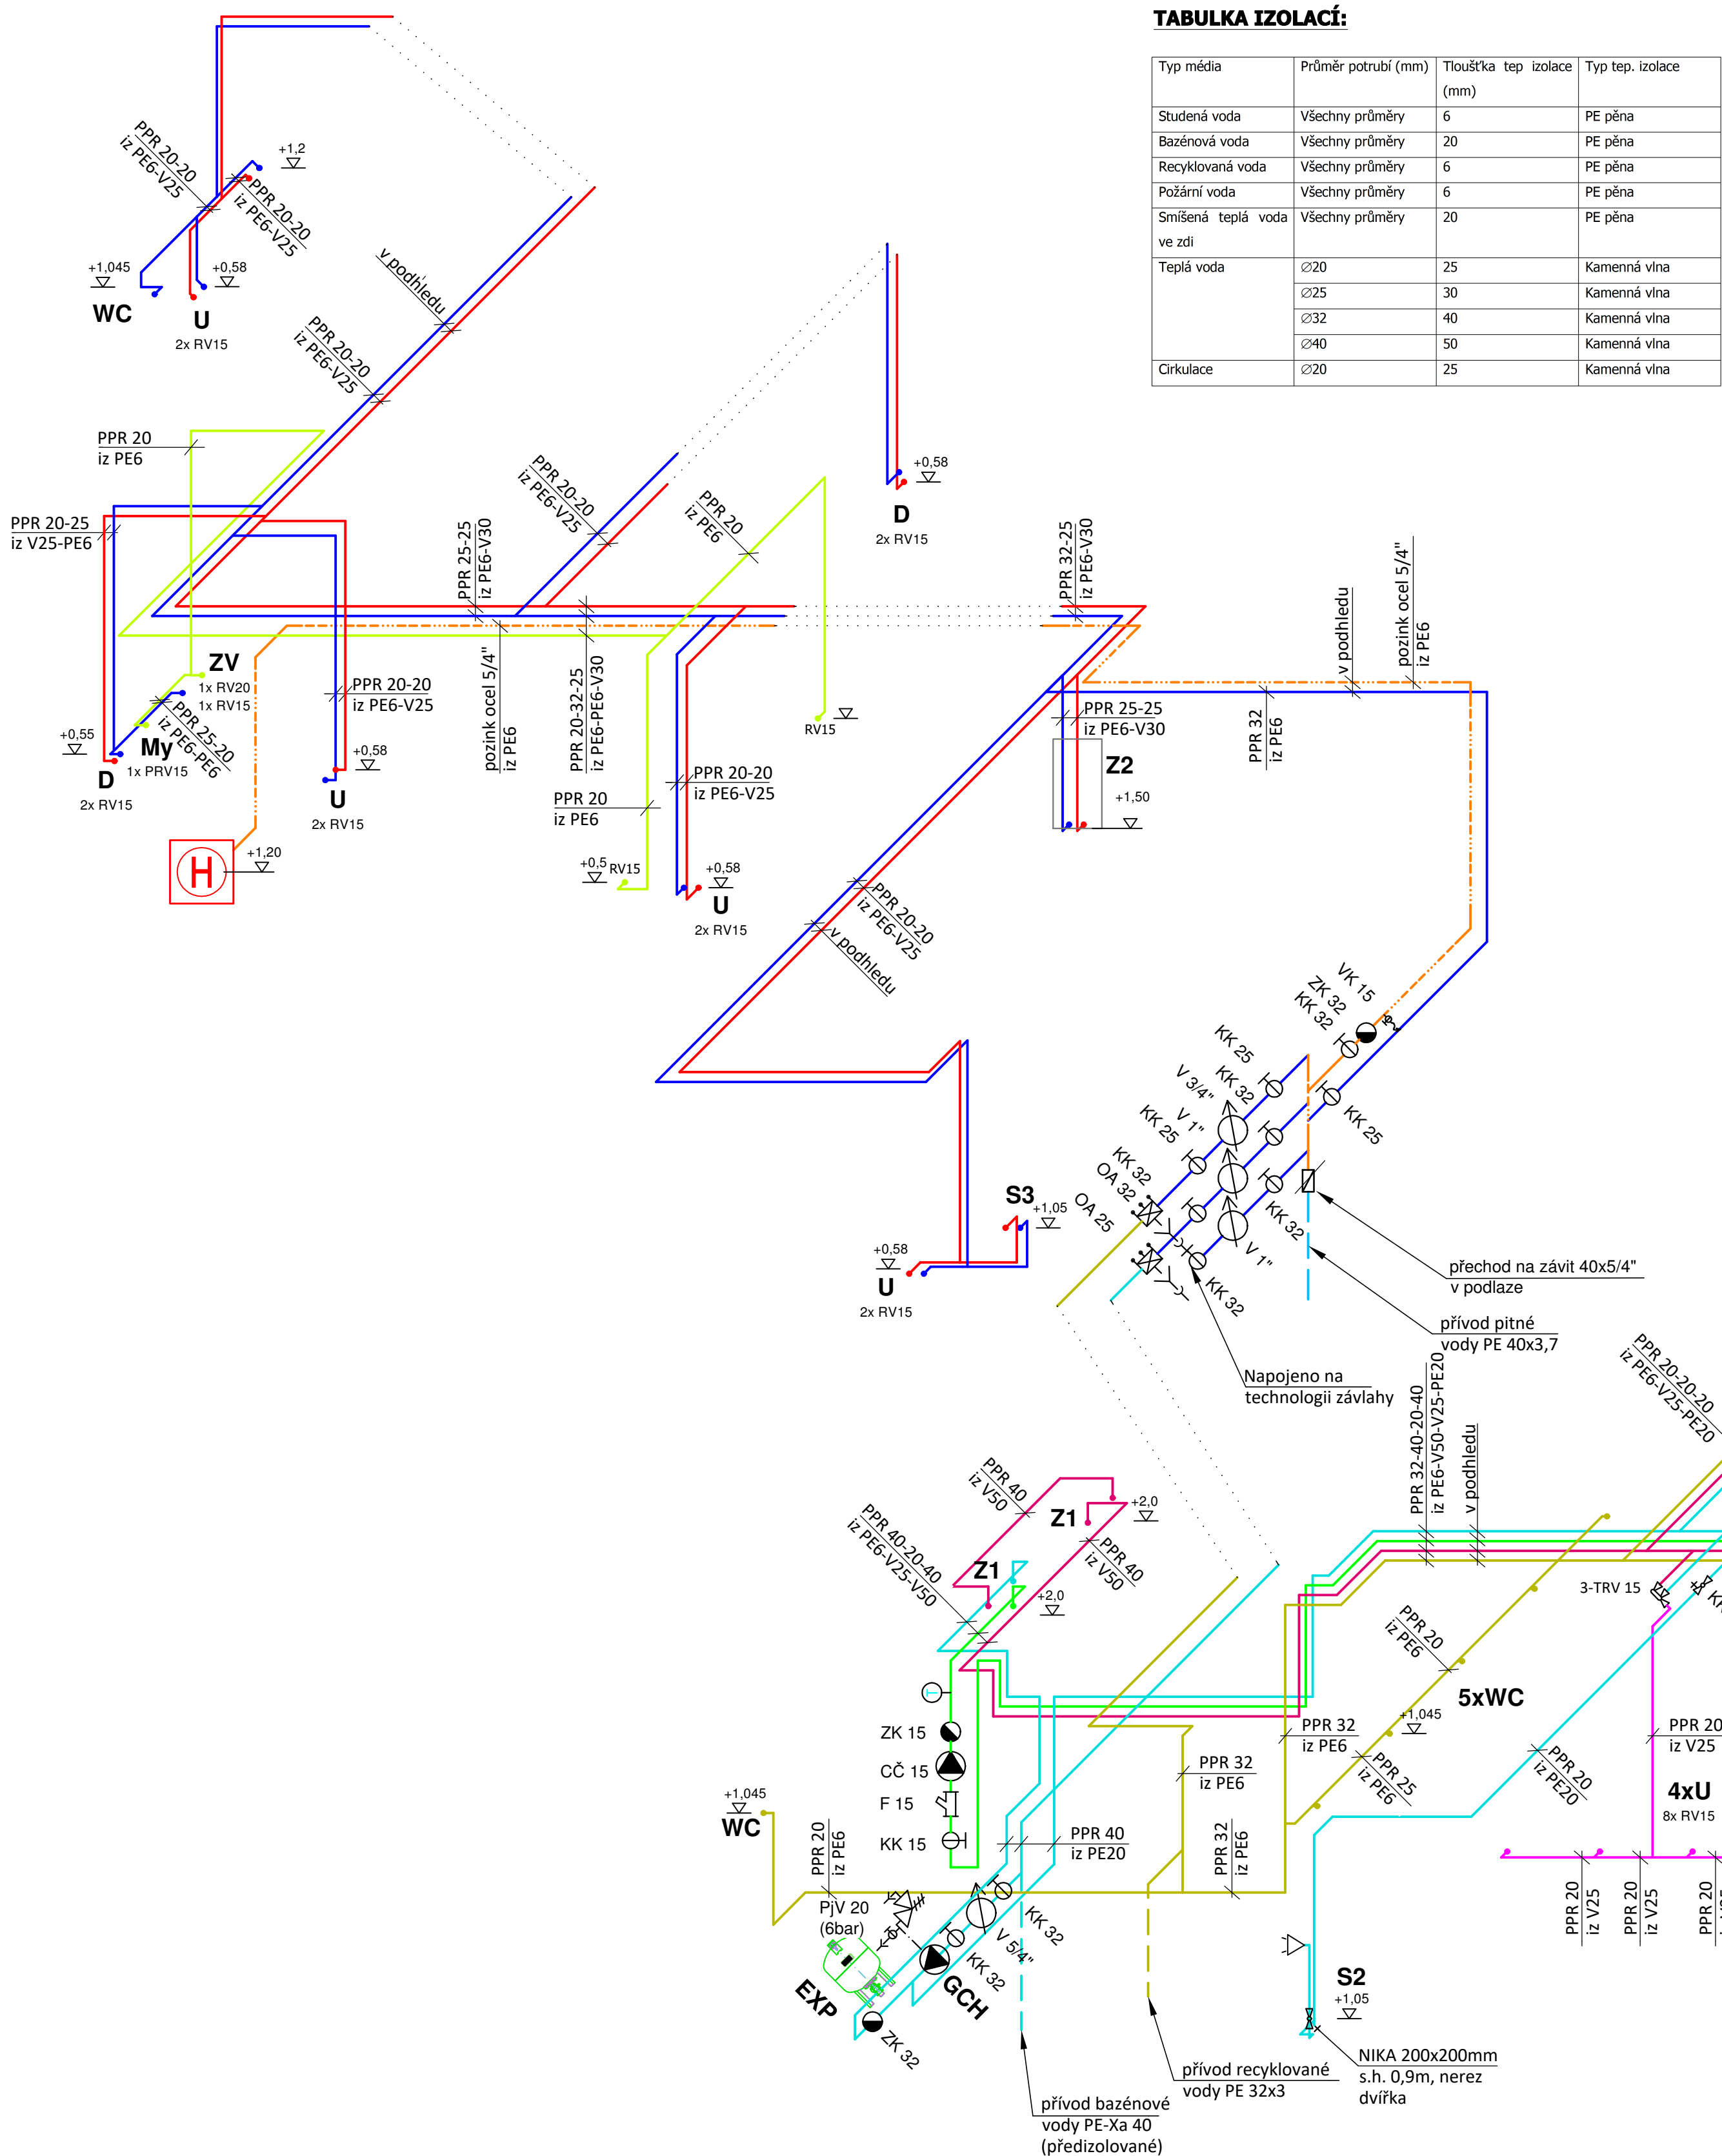 TABULKA IZOLACÍ:
Typ média Průměr potrubí (mm) Tloušťka tep izolace Typ tep. izolace
(mm)
Studená voda Všechny průměry 6 PE pěna
Bazénová voda Všechny průměry 20 PE pěna
Recyklovaná voda Všechny průměry 6 PE pěna
Požární voda Všechny průměry 6 PE pěna
Smíšená teplá voda Všechny průměry 20 PE pěna
ve zdi
Teplá voda ∅20 25 Kamenná vlna
∅25 30 Kamenná vlna
∅32 40 Kamenná vlna
∅40 50 Kamenná vlna
Cirkulace ∅20 25 Kamenná vlna
PPR 20-20
iz PE6-V25
+1,2
PPR 20-20
iz PE6-V25
+1,045
WC
+0,58
U
2x RV15
v podhledu
PPR 20-20
iz PE6-V25
PPR 20
iz PE6
PPR 20-25
iz V25-PE6
PPR 20-20
iz PE6-V25
PPR 20
iz PE6
+0,58
D
2x RV15
PPR 25-25
iz PE6-V30
PPR 32-25
iz PE6-V30
v podhledu
pozink ocel 5/4"
iz PE6
ZV
1x RV20
1x RV15
PPR 25-20
iz PE6-PE6
My
1x PRV15
+0,55
D
2x RV15
PPR 20-20
iz PE6-V25
+0,58
U
2x RV15
pozink ocel 5/4"
iz PE6
PPR 20-32-25
iz PE6-PE6-V30
RV15
PPR 25-25
iz PE6-V30
Z2
+1,50
PPR 32
iz PE6
H
+1,20
PPR 20
iz PE6
PPR 20-20
iz PE6-V25
+0,5
RV15
+0,58
U
2x RV15
PPR 20-20
iz PE6-V25
v podhledu
VK 15
ZK 32
KK 32
KK 25
KK 32
V 3/4"
V 1"
KK 25
KK 32
OA 32
OA 25
KK 25
KK 32
V 1"
KK 32
S3
+1,05
+0,58
U
2x RV15
přechod na závit 40x5/4"
v podlaze
přívod pitné
vody PE 40x3,7
Napojeno na
technologii závlahy
PPR 32-40-20-40
iz PE6-V50-V25-PE20
v podhledu
PPR 20-20-20
iz PE6-V25-PE20
PPR 40
iz V50
Z1
+2,0
PPR 40-20-40
iz PE6-V25-V50
Z1
PPR 40
iz V50
+2,0
3-TRV 15
PPR 20
iz PE6
5xWC
+1,045
PPR 25
iz PE6
PPR 32
iz PE6
PPR 32
iz PE6
PPR 20
iz PE20
PPR 20
iz V25
4xU
8x RV15
T
ZK 15
CČ 15
F 15
KK 15
+1,045
WC
PPR 20
iz PE6
PPR 40
iz PE20
PPR 32
iz PE6
PjV 20
(6bar)
KK 32
V 5/4"
KK 32
GCH
EXP
ZK 32
PPR 20
iz V25
PPR 20
iz V25
PPR 20
S2
+1,05
NIKA 200x200mm
s.h. 0,9m, nerez
dvířka
přívod recyklované
vody PE 32x3
přívod bazénové
vody PE-Xa 40
(předizolované)